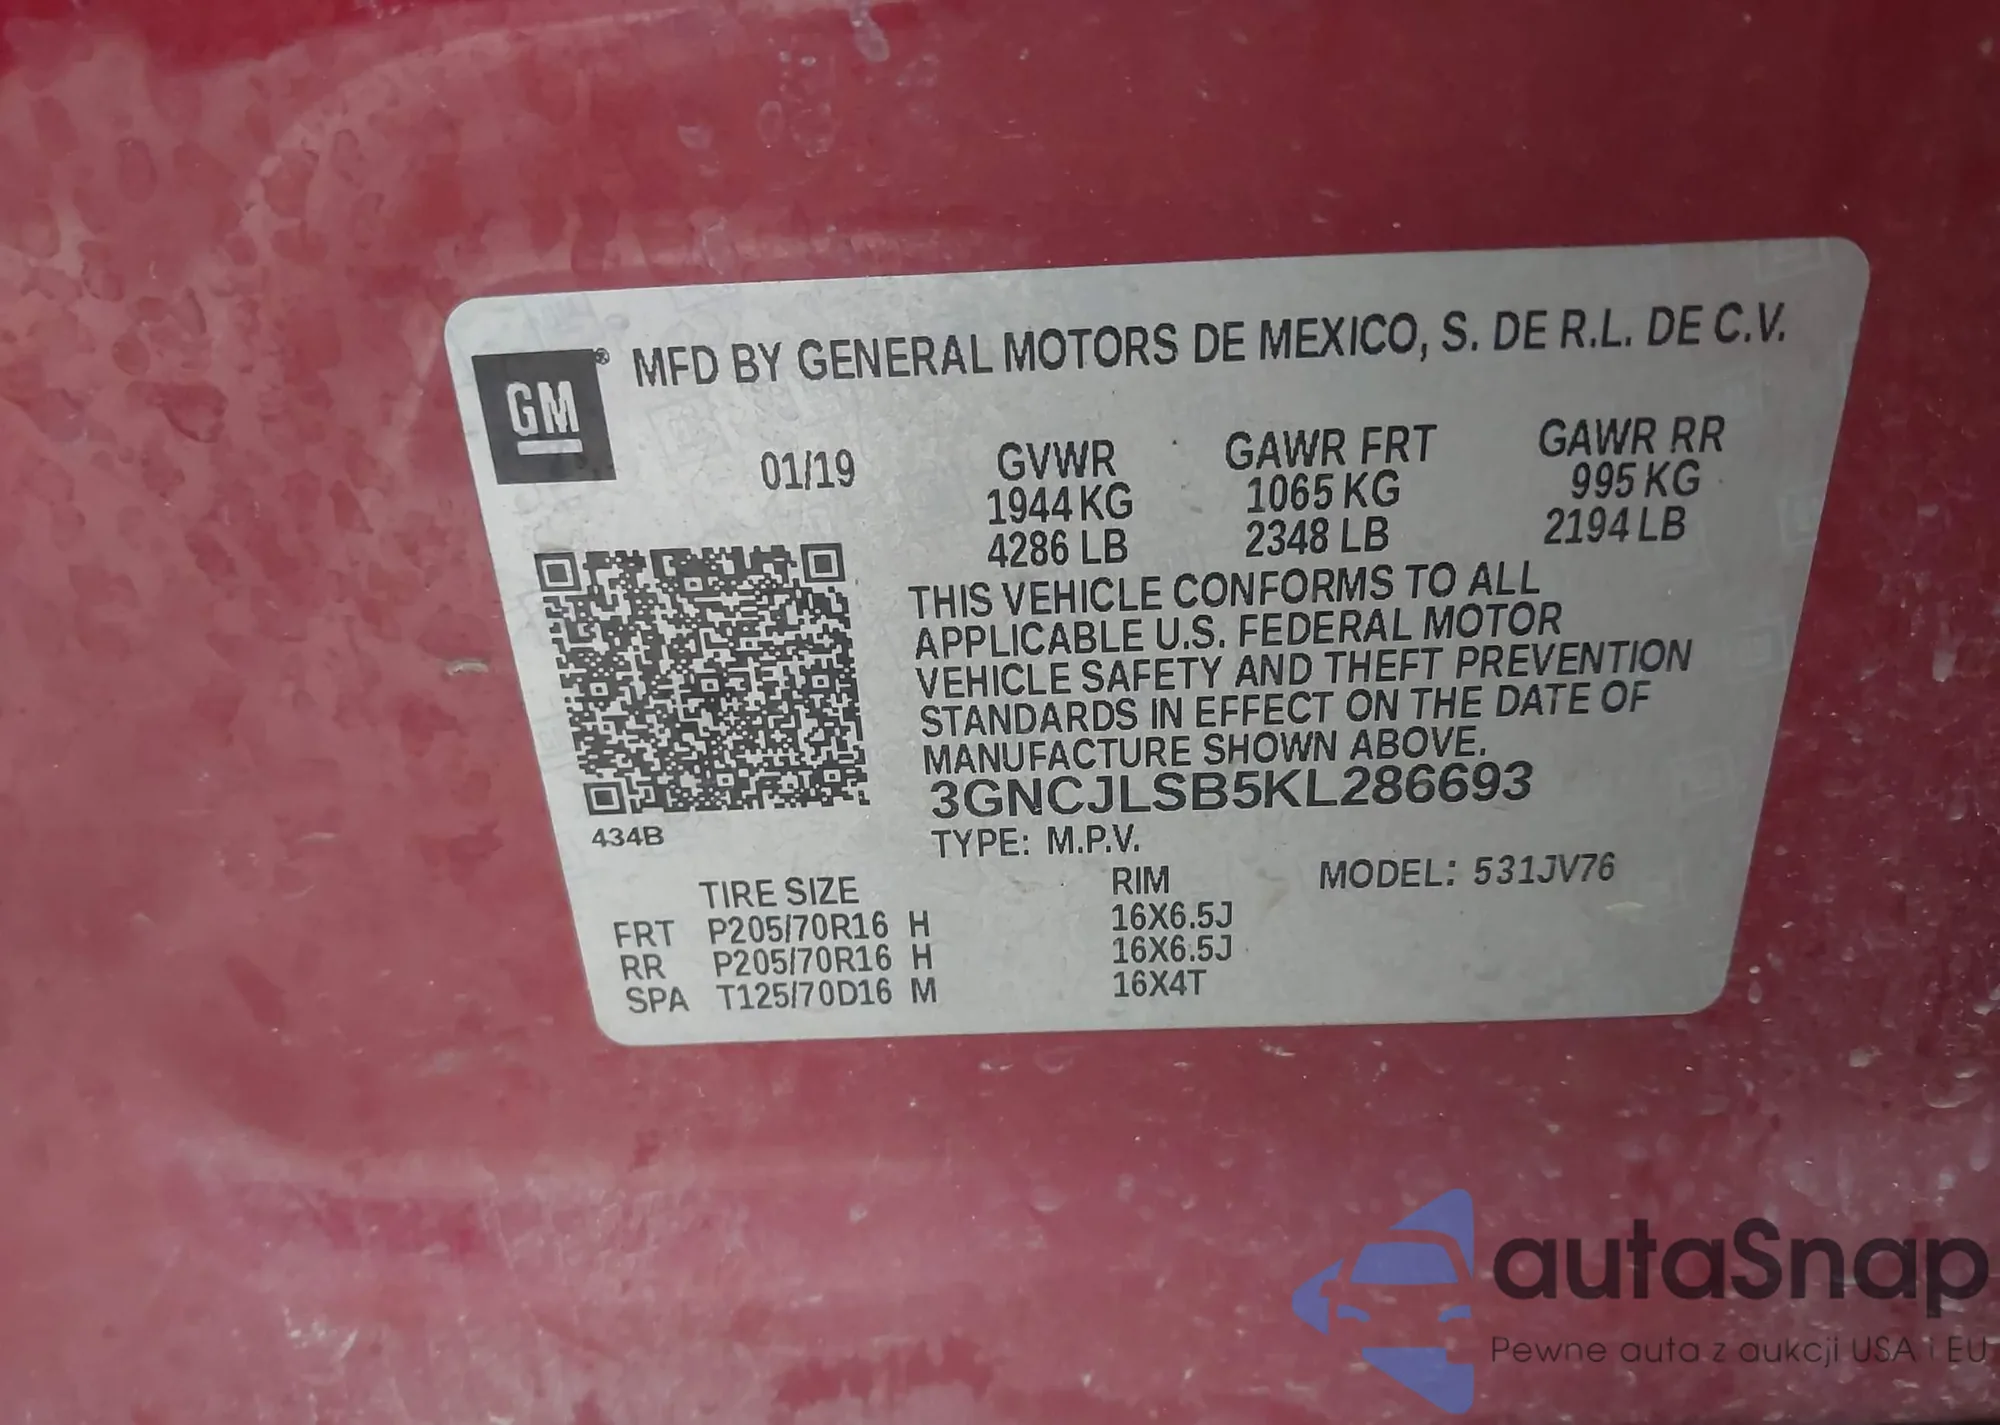 GM® MFD BY GENERAL MOTORS DE MEXICO, S. DE R.L. DE C.V.
01/19 GVWR GAWR FRT GAWR RR
1944 KG 1065 KG 995 KG
4286 LB 2348 LB 2194 LB
THIS VEHICLE CONFORMS TO ALL
APPLICABLE U.S. FEDERAL MOTOR
VEHICLE SAFETY AND THEFT PREVENTION
STANDARDS IN EFFECT ON THE DATE OF
MANUFACTURE SHOWN ABOVE.
3GNCJLSB5KL286693
434B
TYPE: M.P.V.
TIRE SIZE RIM MODEL: 531JV76
FRT P205/70R16 H 16X6.5J
RR P205/70R16 H 16X6.5J
SPA T125/70D16 M 16X4T
autaSnap
Pewne auta z aukcji USA i EU